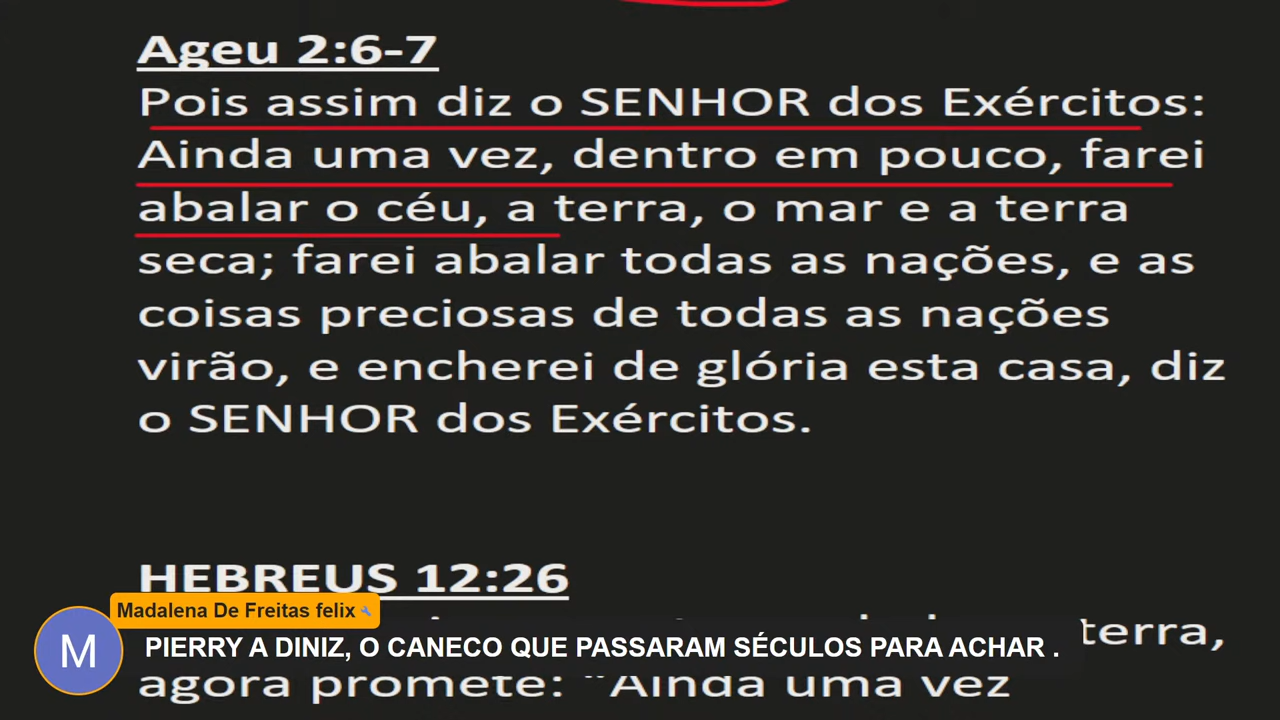 Ageu 2:6-7
Pois assim diz o SENHOR dos Exércitos:
Ainda uma vez, dentro em pouco, farei
abalar o céu, a terra, o mar e a terra
seca; farei abalar todas as nações, e as
coisas preciosas de todas as nações
virão, e encherei de glória esta casa, diz
o SENHOR dos Exércitos.
HEBREUS 12:26
Madalena De Freitas felix
terra,
M
PIERRY A DINIZ, O CANECO QUE PASSARAM SÉCULOS PARA ACHAR .
agora promete: "Ainda uma vez